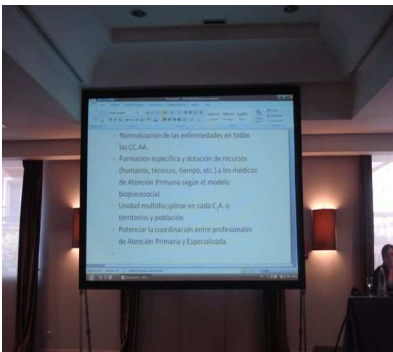 - Normalización de las enfermedades en todas
las CC.AA.
- Formación específica y dotación de recursos
(humanos, técnicos, tiempo, etc.) a los médicos
de Atención Primaria según el modelo
biopsicosocial
- Unidad multidisciplinar en cada C.A. o
territorios y población
- Potenciar la coordinación entre profesionales
de Atención Primaria y Especializada